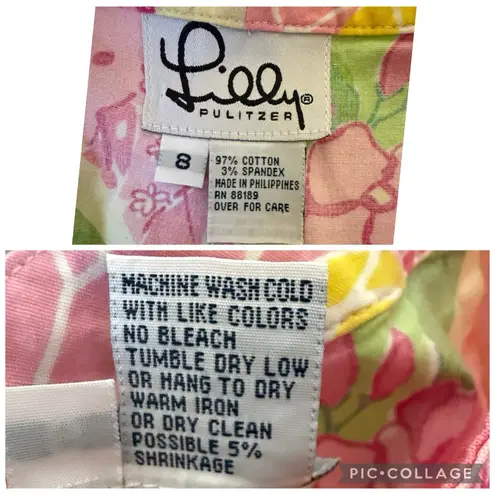 Lilly®
PULITZER
8
97% COTTON
3% SPANDEX
MADE IN PHILIPPINES
RN 88189
OVER FOR CARE
MACHINE WASH COLD
WITH LIKE COLORS
NO BLEACH
TUMBLE DRY LOW
OR HANG TO DRY
WARM IRON
OR DRY CLEAN
POSSIBLE 5%
SHRINKAGE
PIC•COLLAGE